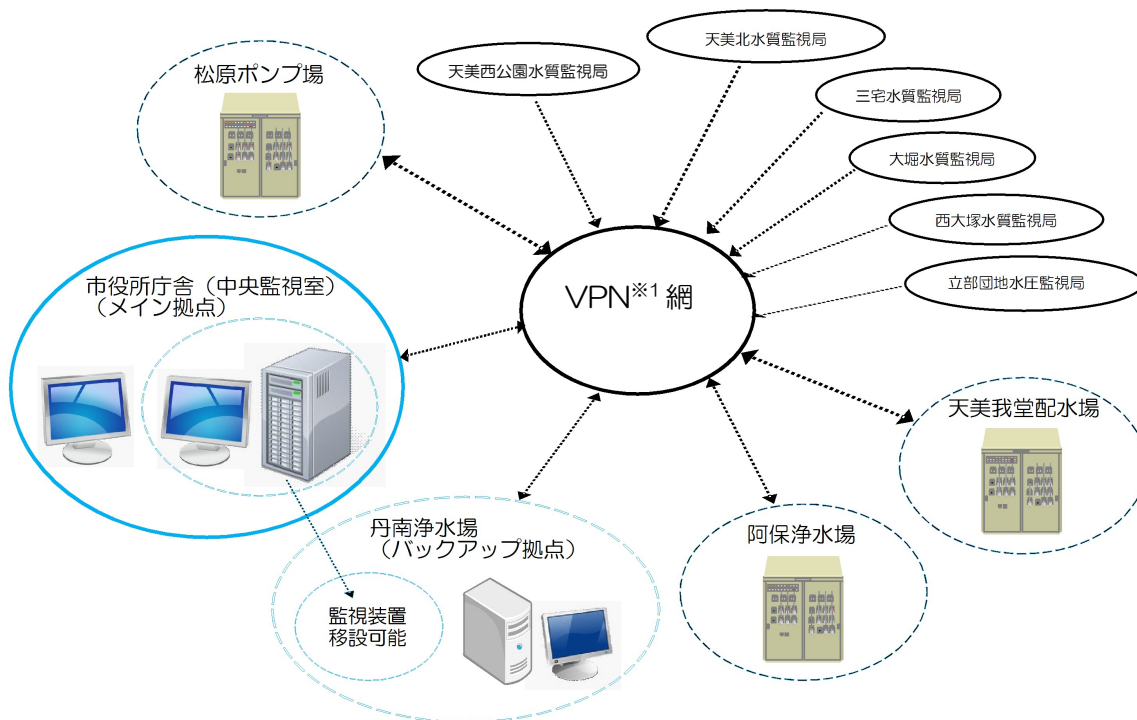 天美北水質監視局
天美西公園水質監視局
松原ポンプ場
三宅水質監視局
大堀水質監視局
西大塚水質監視局
立部団地水圧監視局
VPN※1 網
市役所庁舎（中央監視室）
（メイン拠点）
天美我堂配水場
丹南浄水場
（バックアップ拠点）
阿保浄水場
監視装置
移設可能